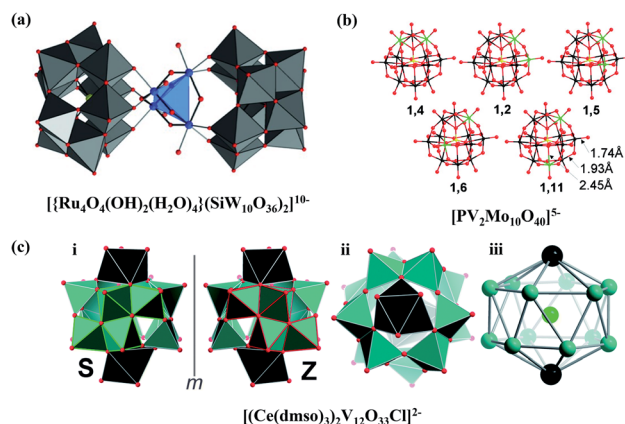 (a)
[{Ru4O4(OH)2(H2O)4}(SiW10O36)2]10-
(b)
1,4 1,2 1,5
1,6 1,11
1.74Å
1.93Å
2.45Å
[PV2Mo10O40]5-
(c) i ii iii
S m Z
[(Ce(dmso)3)2V12O33Cl]2-